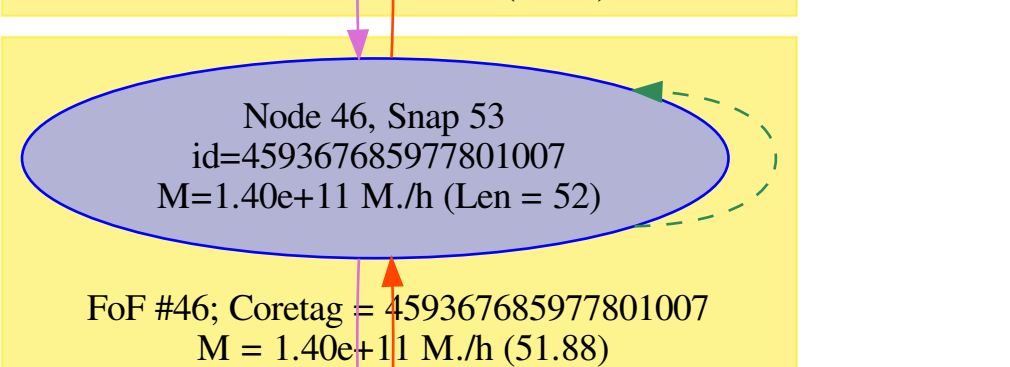 Node 46, Snap 53
id=459367685977801007
M=1.40e+11 M./h (Len = 52)
FoF #46; Coretag = 459367685977801007
M = 1.40e+11 M./h (51.88)